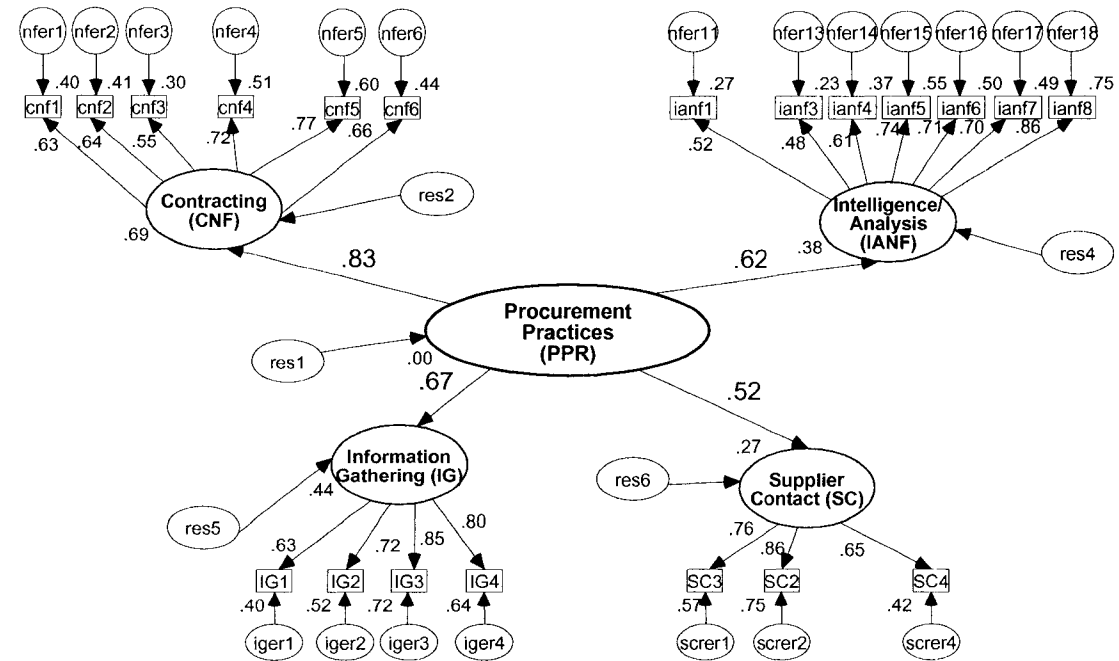 nfer1 nfer2 nfer3 nfer4 nfer5 nfer6 nfer11 nfer13 nfer14 nfer15 nfer16 nfer17 nfer18
.40 .41 .30 .51 .60 .44 .27 .23 .37 .55 .50 .49 .75
cnf1 cnf2 cnf3 cnf4 cnf5 cnf6 ianf1 ianf3 ianf4 ianf5 ianf6 ianf7 ianf8
.63 .64 .55 .72 .77 .66 .52 .48 .61 .74 .71 .70 .86
Contracting
(CNF)
.69
res2
Intelligence/
Analysis
(IANF)
.38
res4
.83
.62
Procurement
Practices
(PPR)
res1
.00
.67
.52
Information
Gathering (IG)
.44
res5
.27
Supplier
Contact (SC)
res6
.63 .72 .85 .80
.76 .86 .65
IG1 IG2 IG3 IG4
SC3 SC2 SC4
.40 .52 .72 .64
.57 .75 .42
iger1 iger2 iger3 iger4
screr1 screr2 screr4